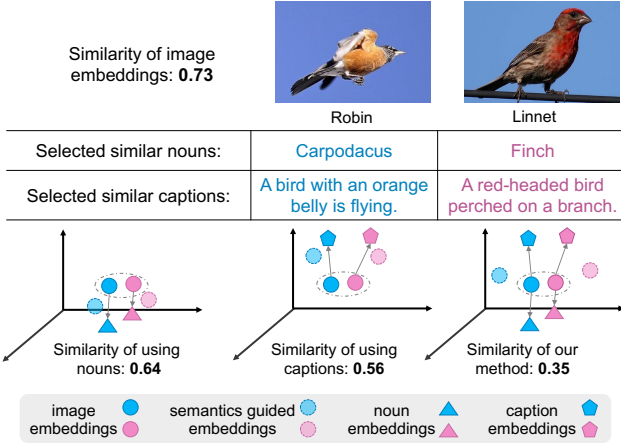 Similarity of image
embeddings: 0.73
Robin
Linnet
Selected similar nouns:
Carpodacus
Finch
Selected similar captions:
A bird with an orange
belly is flying.
A red-headed bird
perched on a branch.
Similarity of using
nouns: 0.64
Similarity of using
captions: 0.56
Similarity of our
method: 0.35
image
embeddings
semantics guided
embeddings
noun
embeddings
caption
embeddings